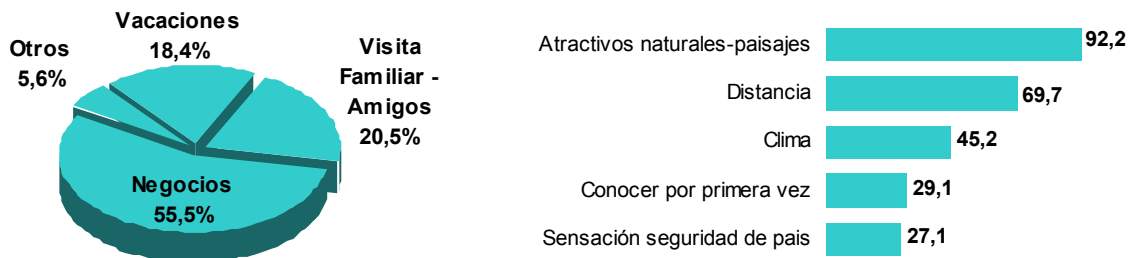 Vacaciones
18,4%
Otros
5,6%
Visita
Familiar -
Amigos
20,5%
Negocios
55,5%
Atractivos naturales-paisajes
92,2
Distancia
69,7
Clima
45,2
Conocer por primera vez
29,1
Sensación seguridad de pais
27,1